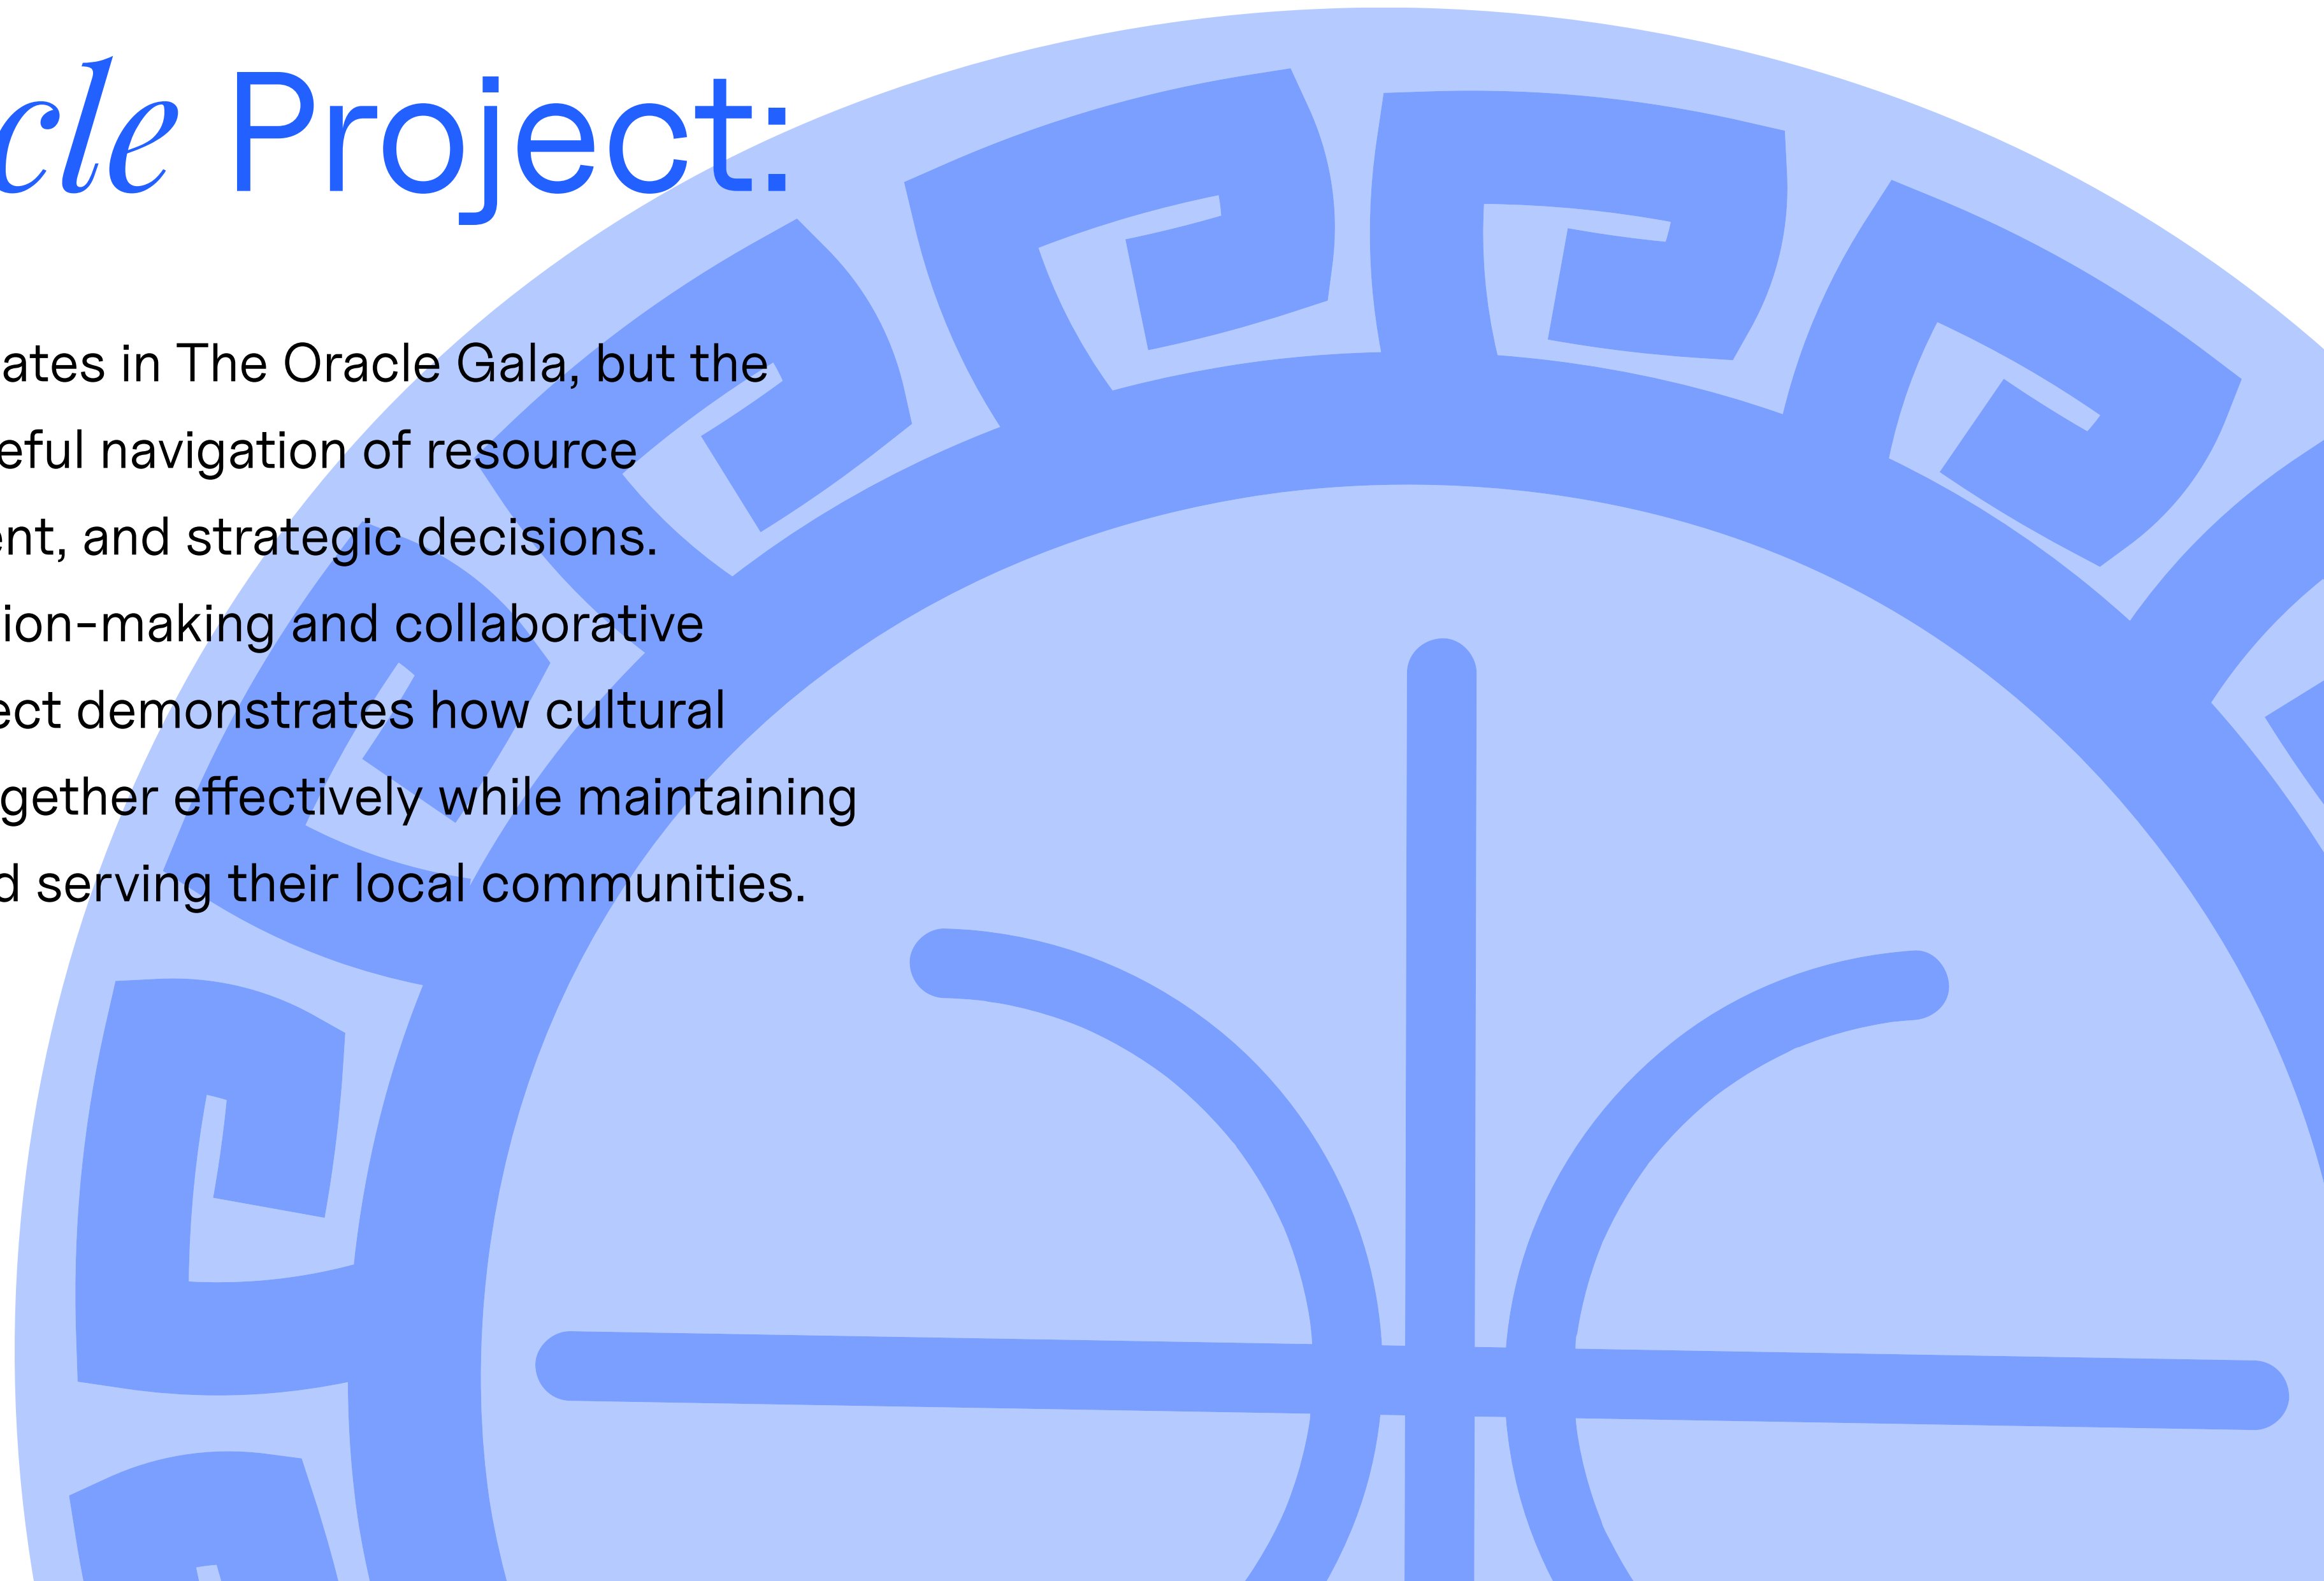 cle Project:
ates in The Oracle Gala, but the
eful navigation of resource
ent, and strategic decisions.
ion-making and collaborative
ect demonstrates how cultural
gether effectively while maintaining
d serving their local communities.